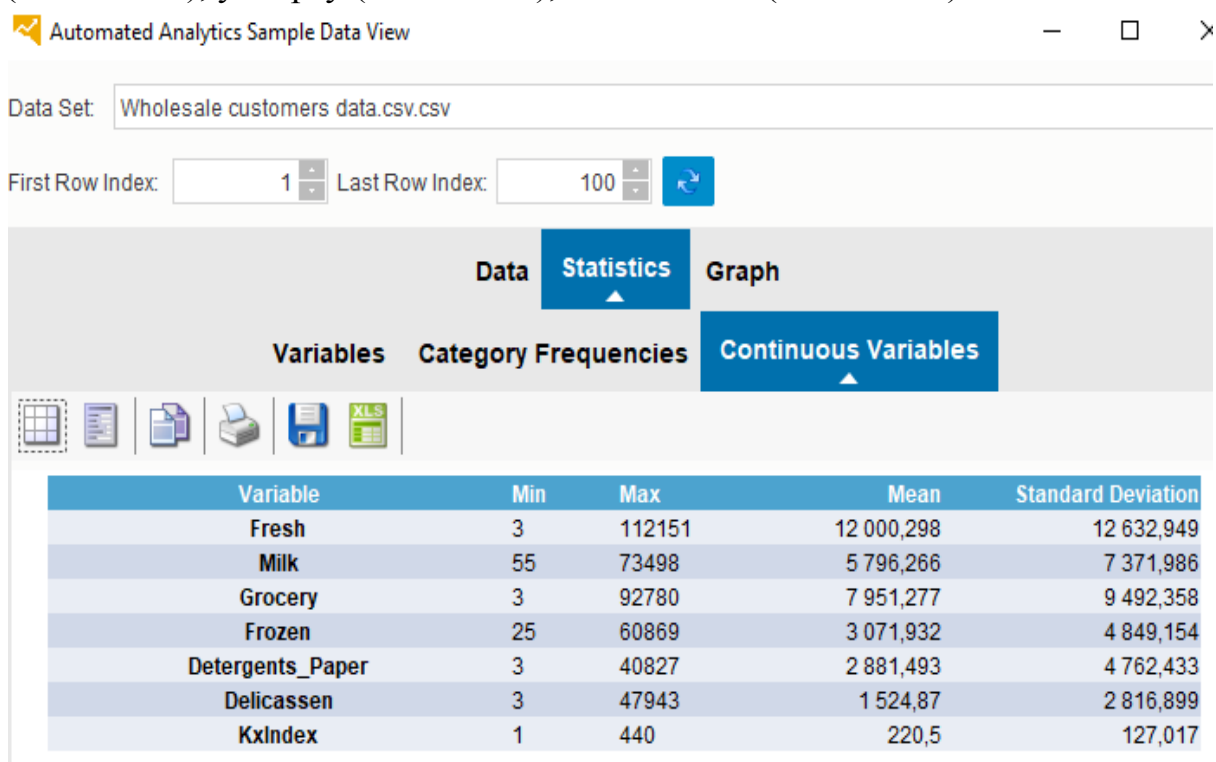 Automated Analytics Sample Data View
Data Set: Wholesale customers data.csv.csv
First Row Index: 1 Last Row Index: 100
Data Statistics Graph
Variables Category Frequencies Continuous Variables
XLS
Variable Min Max Mean Standard Deviation
Fresh 3 112151 12 000,298 12 632,949
Milk 55 73498 5 796,266 7 371,986
Grocery 3 92780 7 951,277 9 492,358
Frozen 25 60869 3 071,932 4 849,154
Detergents_Paper 3 40827 2 881,493 4 762,433
Delicassen 3 47943 1 524,87 2 816,899
KxIndex 1 440 220,5 127,017